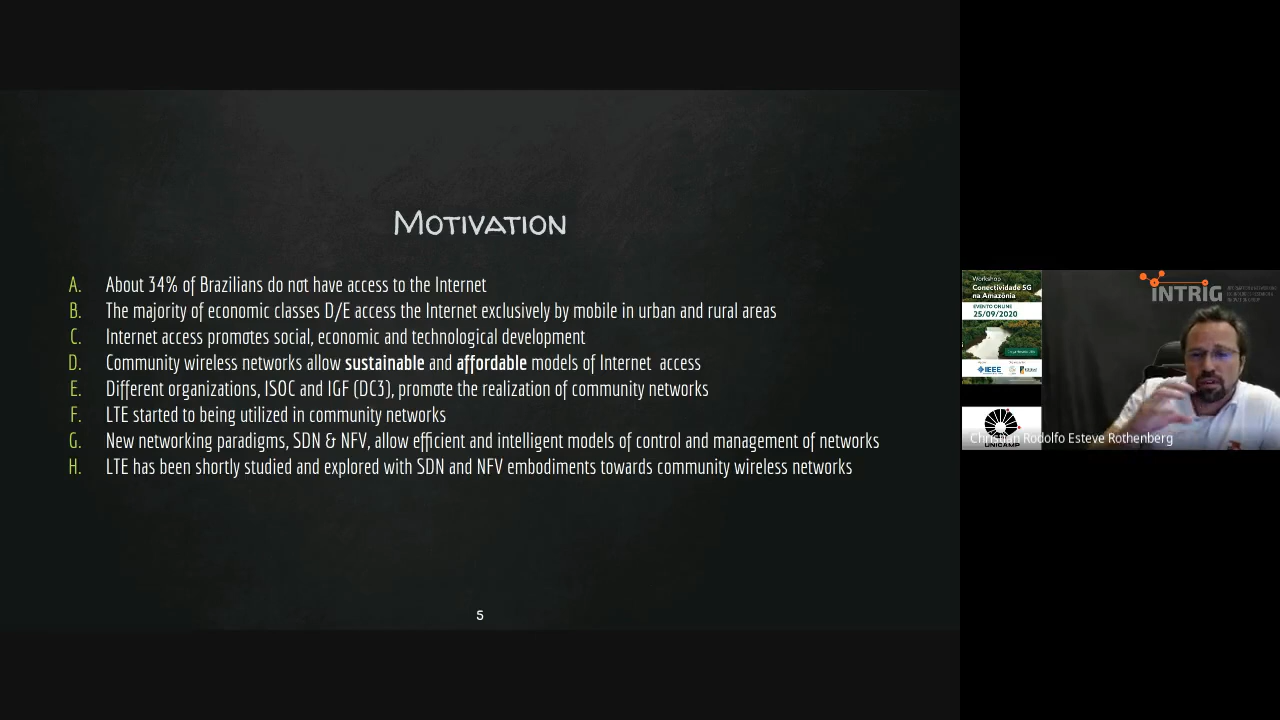 MOTIVATION
A. About 34% of Brazilians do not have access to the Internet
B. The majority of economic classes D/E access the Internet exclusively by mobile in urban and rural areas
C. Internet access promotes social, economic and technological development
D. Community wireless networks allow sustainable and affordable models of Internet access
E. Different organizations, ISOC and IGF (DC3), promote the realization of community networks
F. LTE started to being utilized in community networks
G. New networking paradigms, SDN & NFV, allow efficient and intelligent models of control and management of networks
H. LTE has been shortly studied and explored with SDN and NFV embodiments towards community wireless networks
5
Workshop
Conectividade 5G
na Amazônia
EVENTO ONLINE
25/09/2020
IEEE
INTRIG
UNICAMP
Christian Rodolfo Esteve Rothenberg